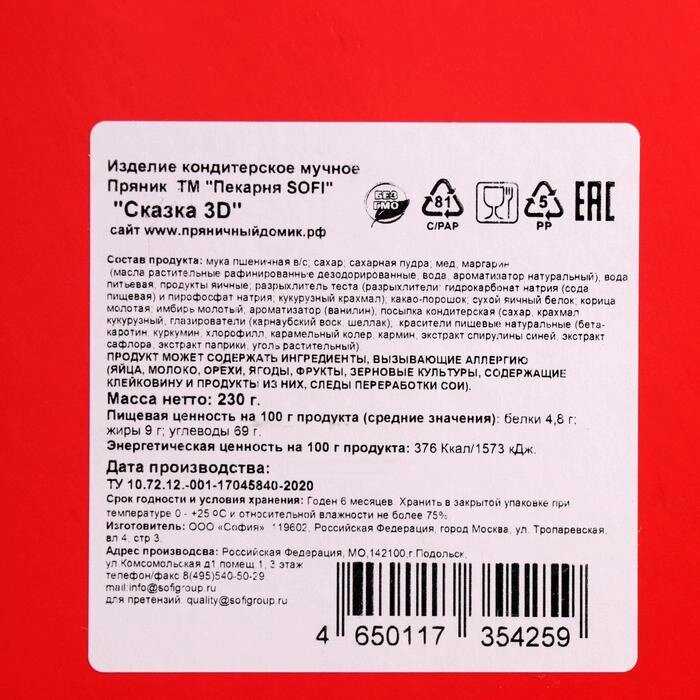 Изделие кондитерское мучное
Пряник ТМ "Пекарня SOFI"
"Сказка 3D"
сайт www.пряничныйдомик.рф
БЕЗ
ГМО
81
C/PAP
5
PP
EAC
Состав продукта: мука пшеничная в/с; сахар; сахарная пудра; мед, маргарин
(масла растительные рафинированные дезодорированные, вода, ароматизатор натуральный), вода
питьевая, продукты яичные; разрыхлитель теста (разрыхлители: гидрокарбонат натрия (сода
пищевая) и пирофосфат натрия; кукурузный крахмал); какао-порошок; сухой яичный белок; корица
молотая; имбирь молотый; ароматизатор (ванилин), посыпка кондитерская (сахар, крахмал
кукурузный, глазирователи (карнаубский воск, шеллак), красители пищевые натуральные (бета-
каротин, куркумин, хлорофилл, карамельный колер, кармин, экстракт спирулины синей, экстракт
сафлора, экстракт паприки, уголь растительный)
ПРОДУКТ МОЖЕТ СОДЕРЖАТЬ ИНГРЕДИЕНТЫ, ВЫЗЫВАЮЩИЕ АЛЛЕРГИЮ
(ЯЙЦА, МОЛОКО, ОРЕХИ, ЯГОДЫ, ФРУКТЫ, ЗЕРНОВЫЕ КУЛЬТУРЫ, СОДЕРЖАЩИЕ
КЛЕЙКОВИНУ И ПРОДУКТЫ ИЗ НИХ, СЛЕДЫ ПЕРЕРАБОТКИ СОИ).
Масса нетто: 230 г.
Пищевая ценность на 100 г продукта (средние значения): белки 4,8 г;
жиры 9 г; углеводы 69 г.
Энергетическая ценность на 100 г продукта: 376 Ккал/1573 кДж.
Дата производства:
ТУ 10.72.12.-001-17045840-2020
Срок годности и условия хранения: Годен 6 месяцев. Хранить в закрытой упаковке при
температуре 0 - +25 ºС и относительной влажности не более 75%.
Изготовитель: ООО «София» 119602, Российская Федерация, город Москва, ул. Тропаревская,
вл 4, стр 3.
Адрес производсва: Российская Федерация, МО,142100,г.Подольск,
ул.Комсомольская д1 помещ 1, 3 этаж
телефон/факс 8(495)540-50-29
mail:info@sofigroup.ru
для претензий. quality@sofigroup.ru
4 650117 354259